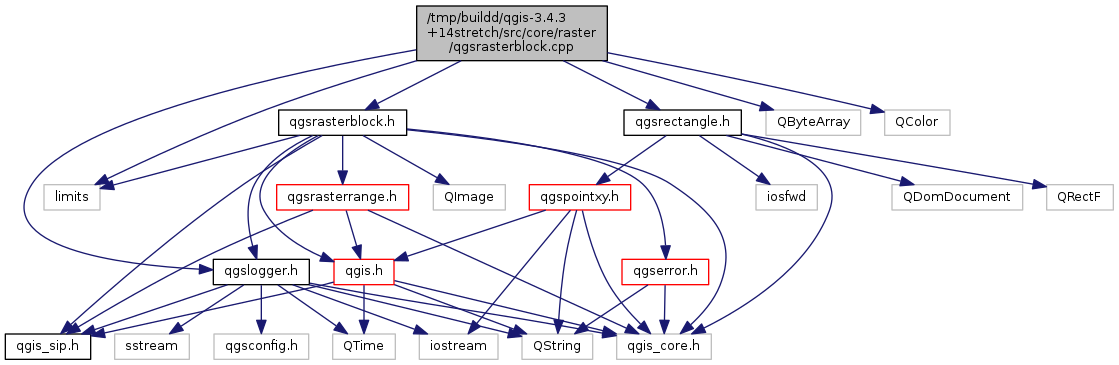 /tmp/buildd/qgis-3.4.3
+14stretch/src/core/raster
/qgsrasterblock.cpp
qgsrasterblock.h
qgsrectangle.h
QByteArray
QColor
limits
qgsrasterrange.h
QImage
qgspointxy.h
iosfwd
QDomDocument
QRectF
qgslogger.h
qgis.h
qgserror.h
qgis_sip.h
sstream
qgsconfig.h
QTime
iostream
QString
qgis_core.h